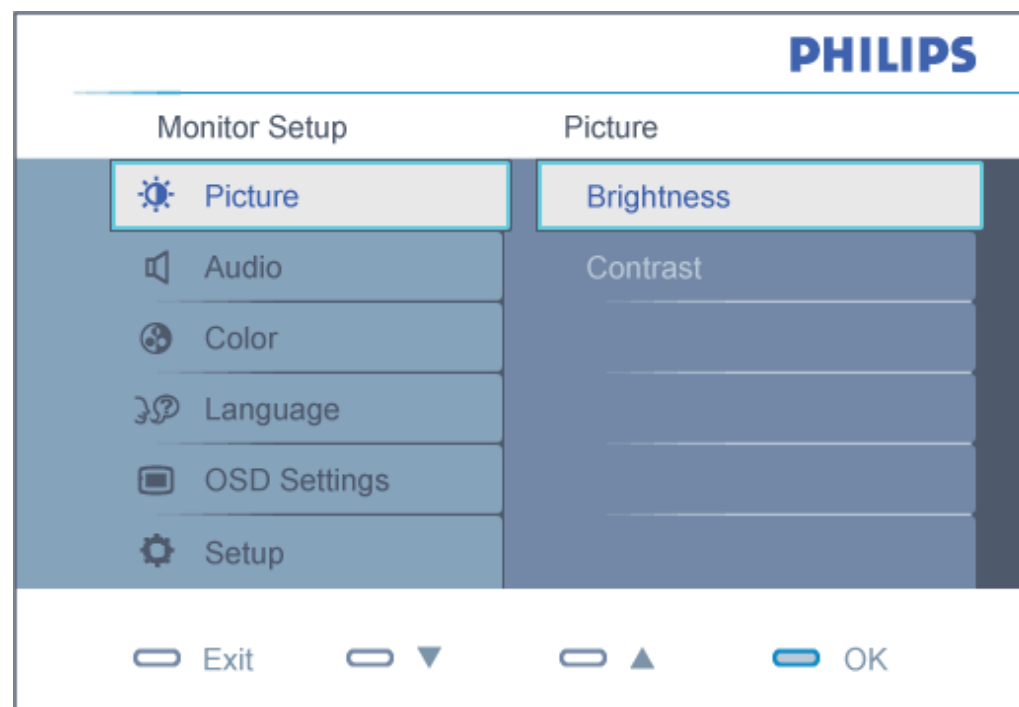 PHILIPS
Monitor Setup
Picture
Picture
Brightness
Audio
Contrast
Color
Language
OSD Settings
Setup
Exit
▼
▲
OK